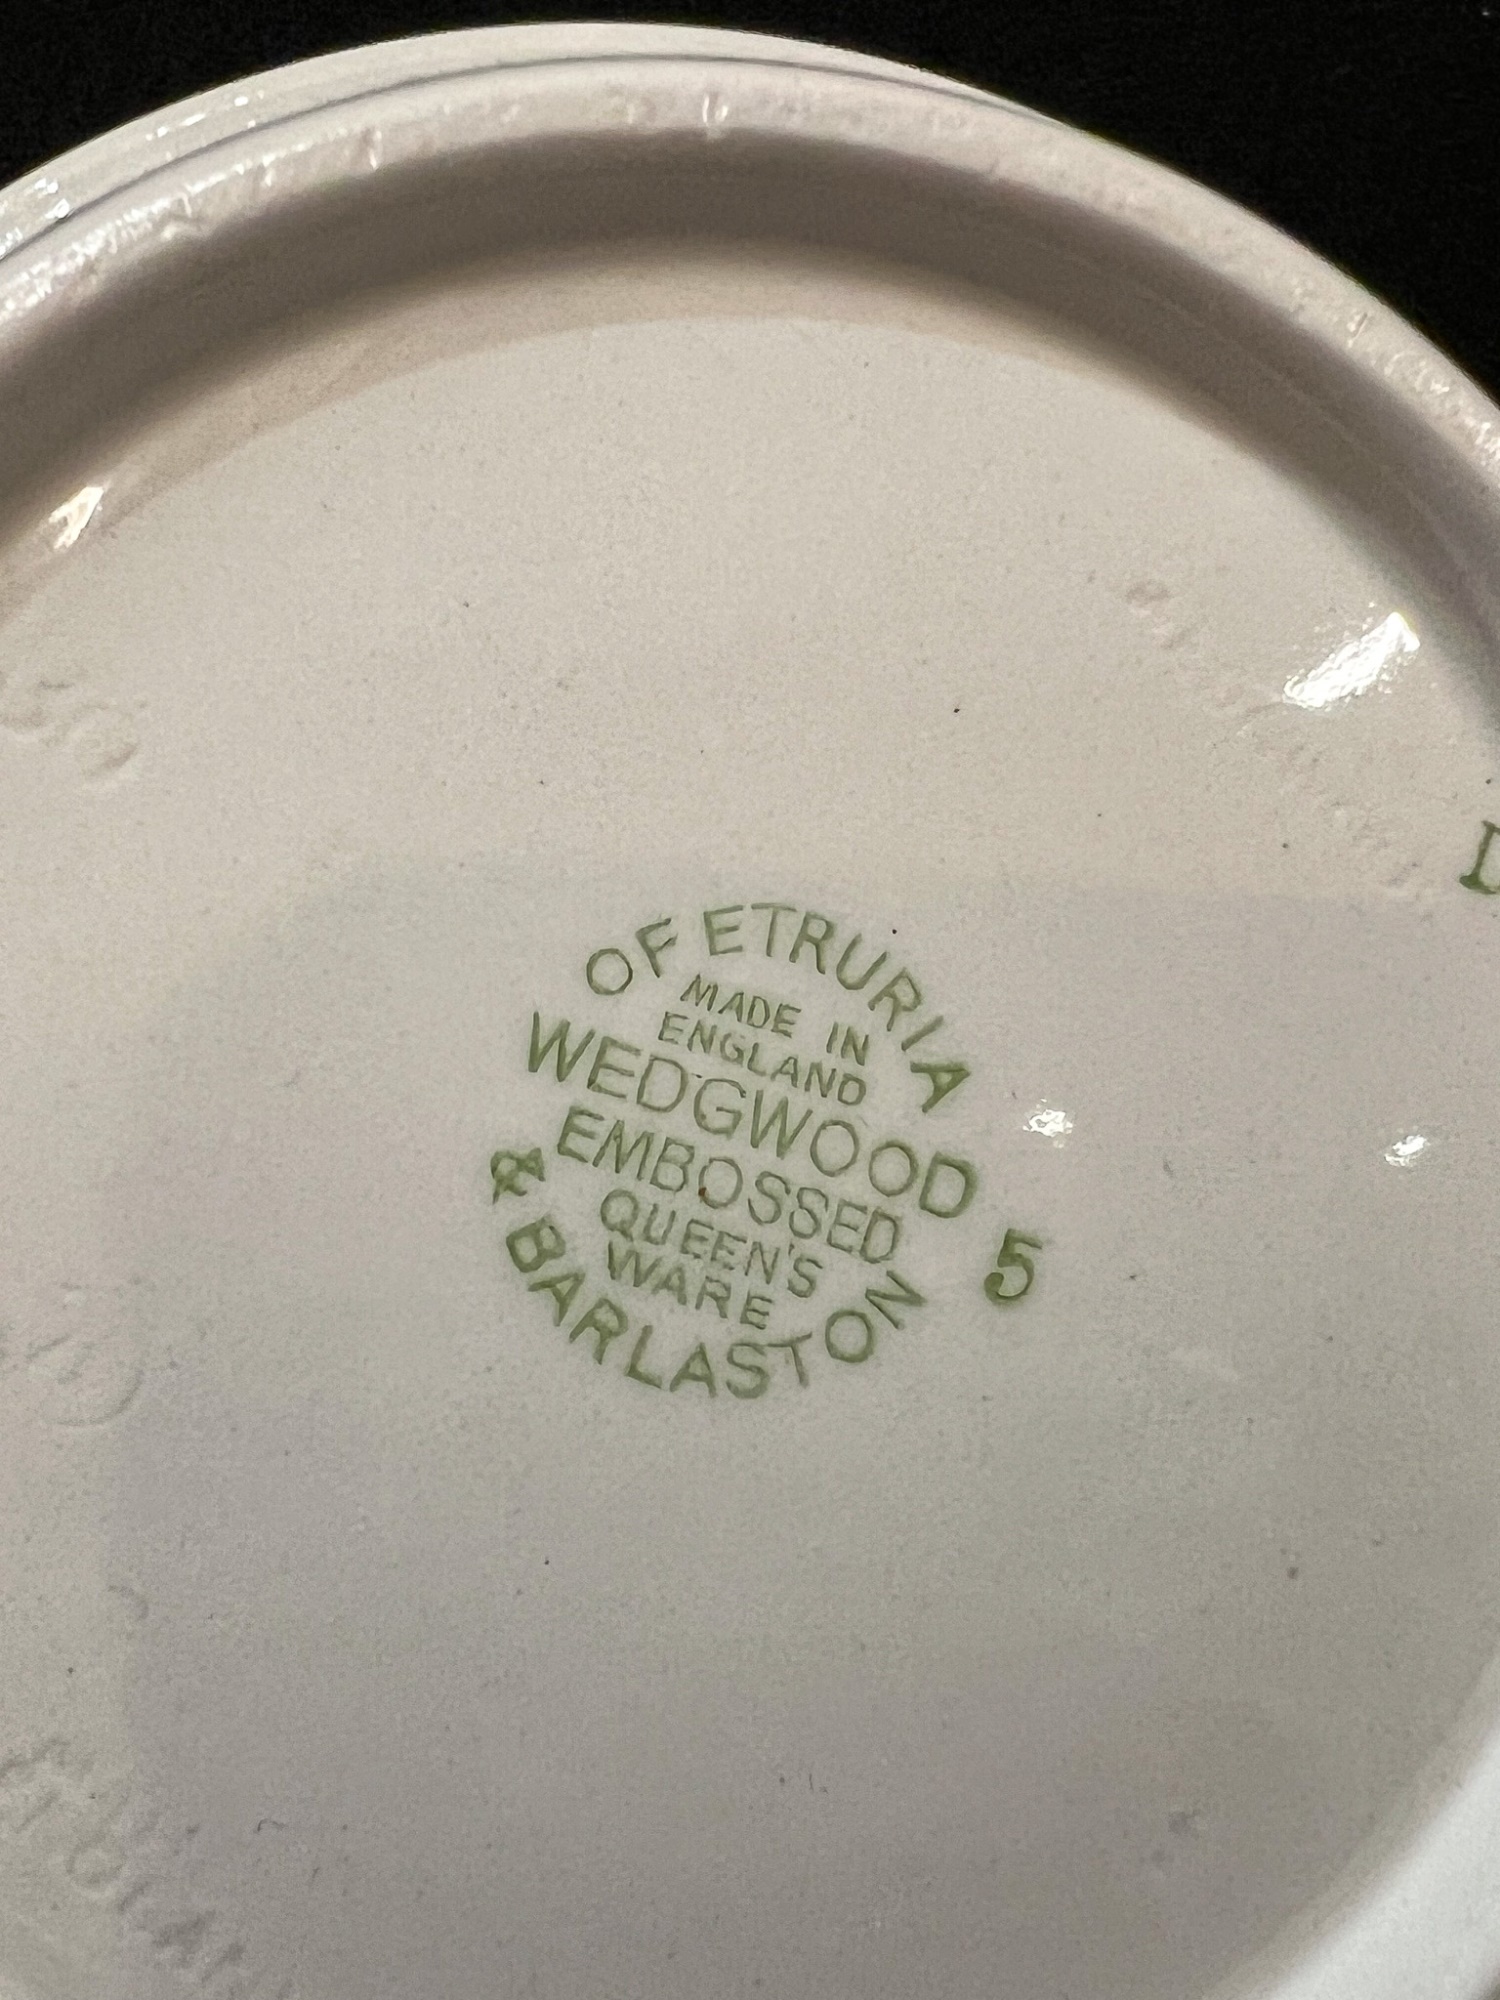 OF ETRURIA
MADE IN
ENGLAND
WEDGWOOD
EMBOSSED
QUEEN'S
WARE
& BARLASTON
5